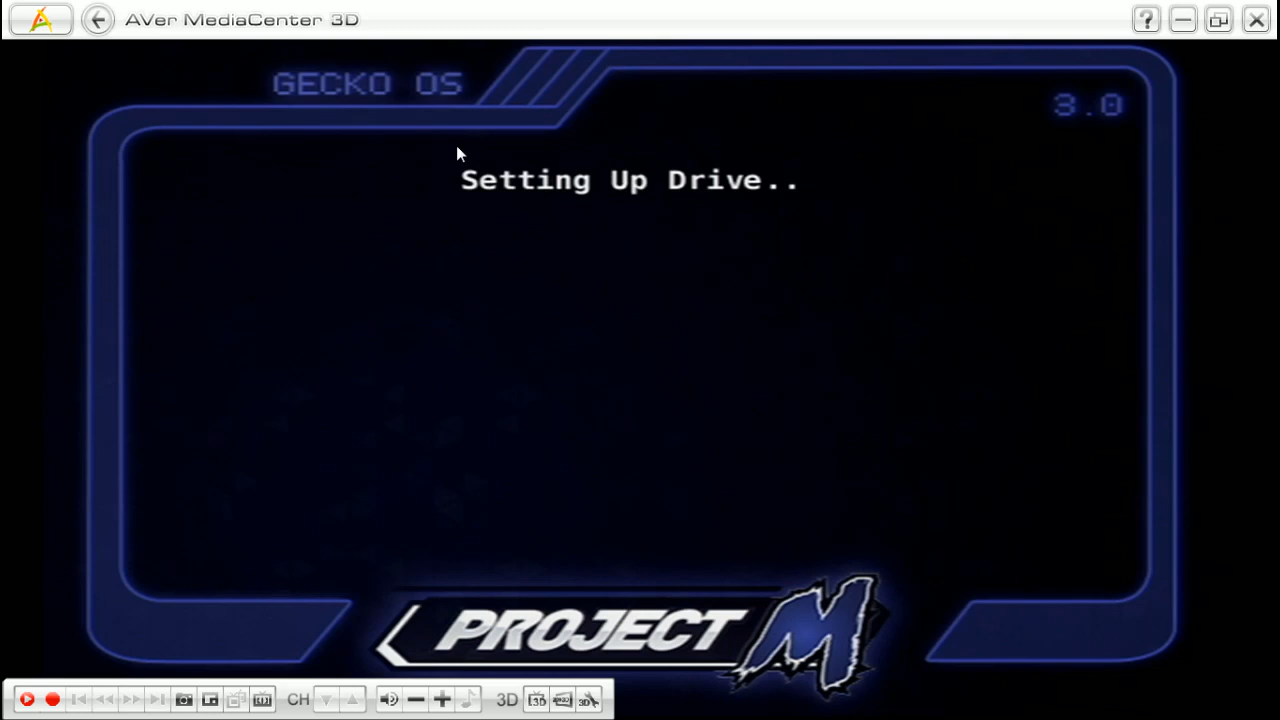 AVer MediaCenter 3D
GECKO OS
3.0
Setting Up Drive..
PROJECT M
CH
3D